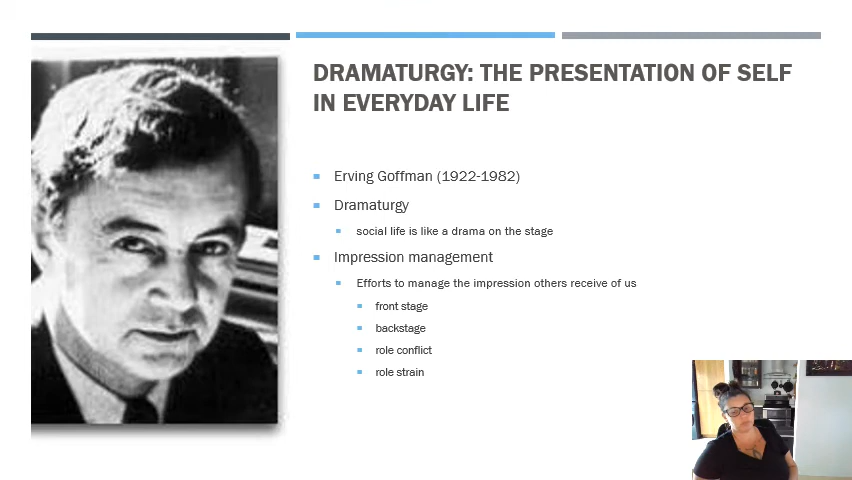 DRAMATURGY: THE PRESENTATION OF SELF
IN EVERYDAY LIFE
Erving Goffman (1922-1982)
Dramaturgy
social life is like a drama on the stage
Impression management
Efforts to manage the impression others receive of us
front stage
backstage
role conflict
role strain